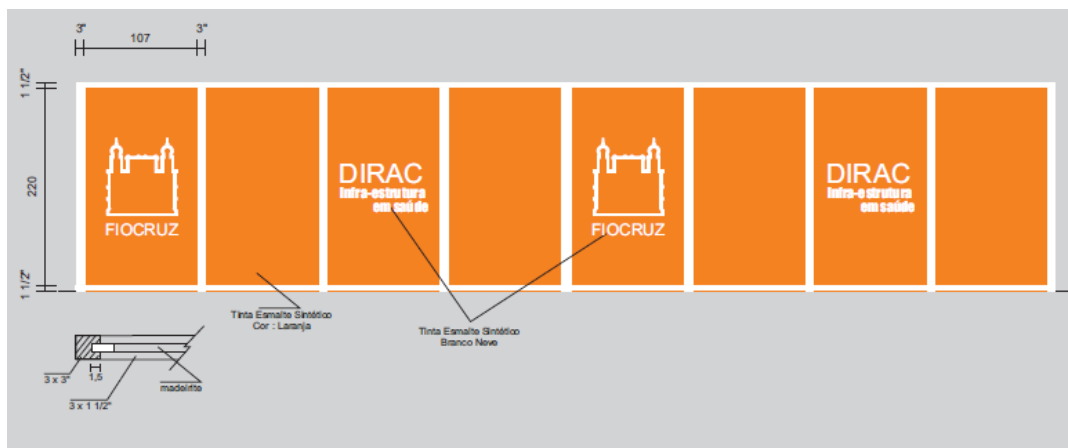 3"
3"
107
1 1/2"
220
1 1/2"
FIOCRUZ
DIRAC
Infra-estrutura
em saúde
FIOCRUZ
DIRAC
Infra-estrutura
em saúde
Tinta Esmalte Sintético
Cor : Laranja
Tinta Esmalte Sintético
Branco Neve
3 x 3"
1,5
madeirite
3 x 1 1/2"